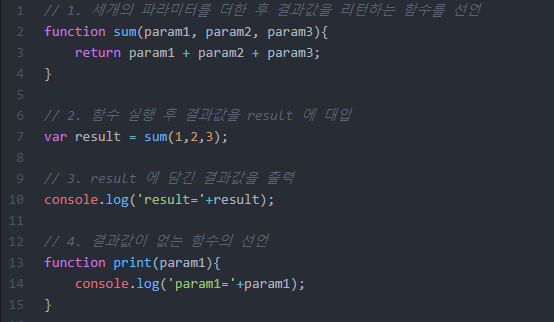 1 // 1. 세개의 파라미터를 더한 후 결과값을 리턴하는 함수를 선언
2 function sum(param1, param2, param3){
3 return param1 + param2 + param3;
4 }
5
6 // 2. 함수 실행 후 결과값을 result 에 대입
7 var result = sum(1,2,3);
8
9 // 3. result 에 담긴 결과값을 출력
10 console.log('result='+result);
11
12 // 4. 결과값이 없는 함수의 선언
13 function print(param1){
14 console.log('param1='+param1);
15 }